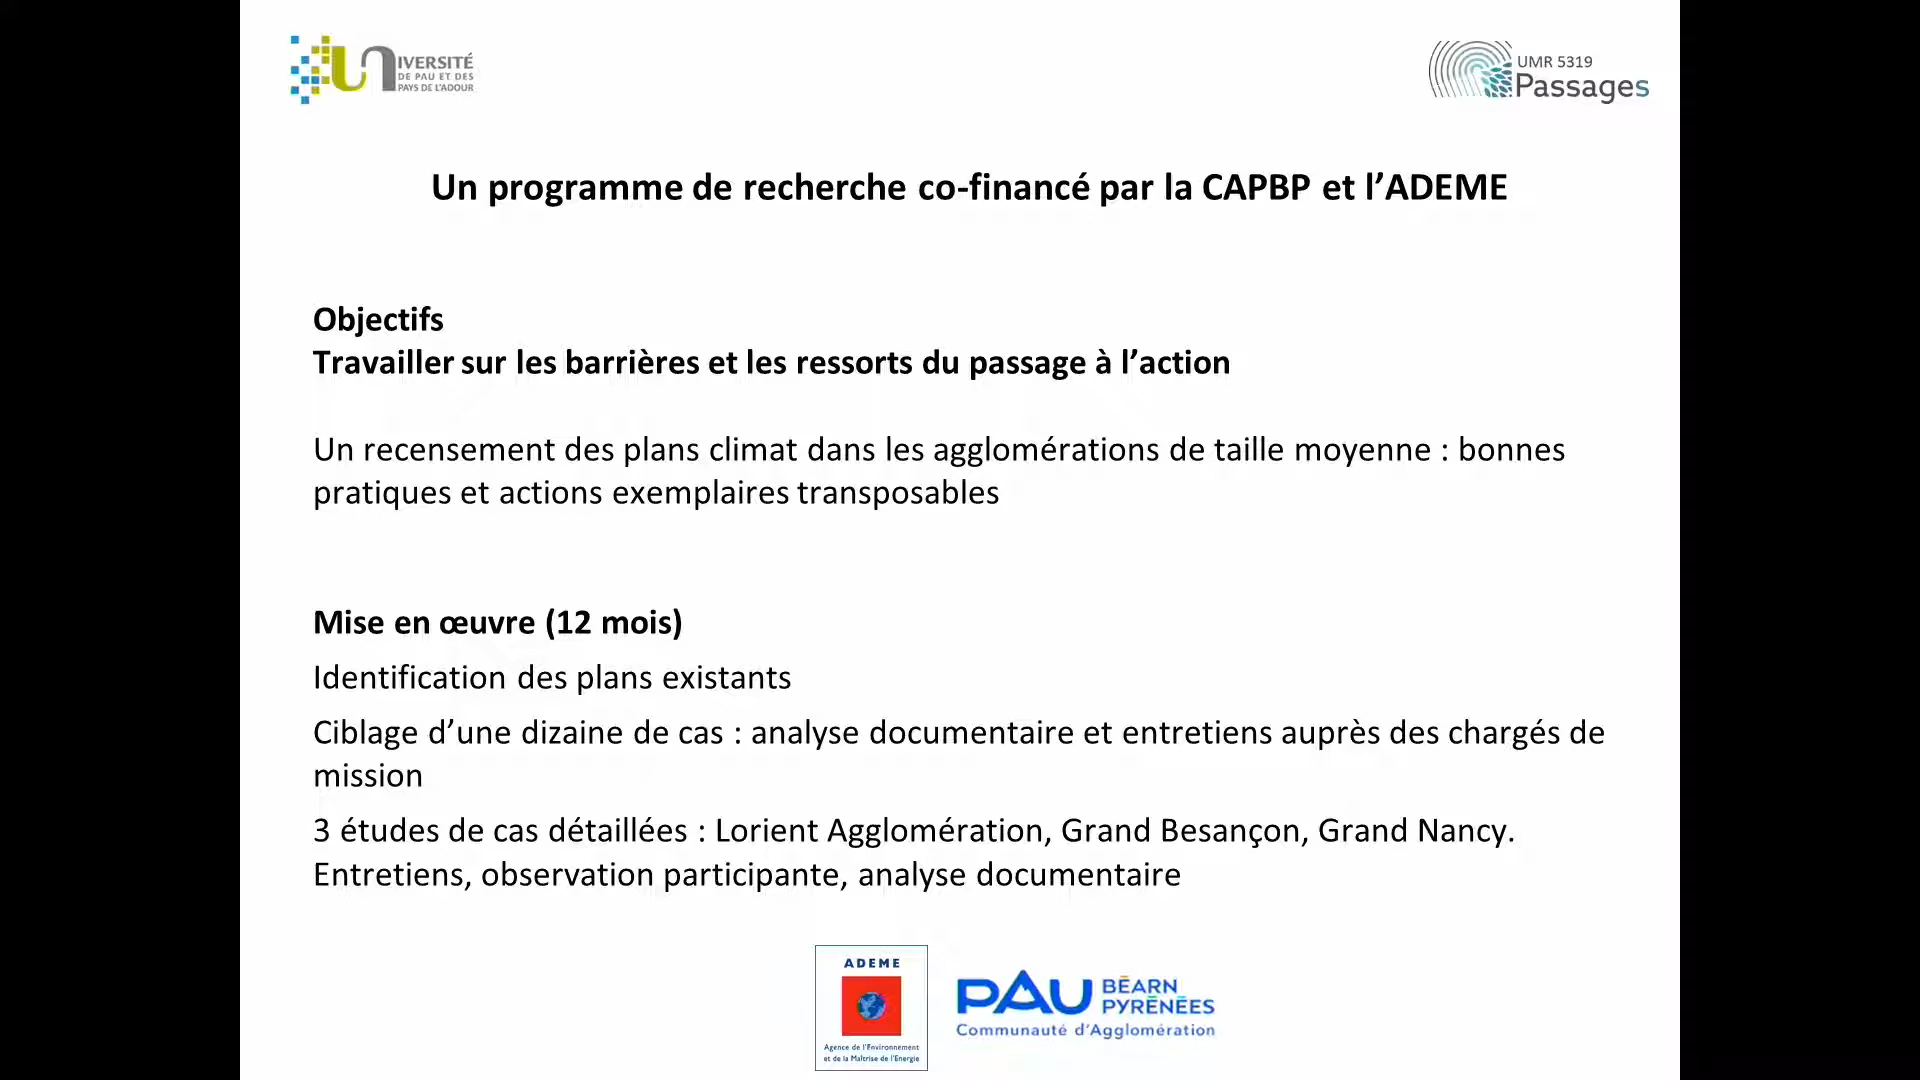 UNIVERSITÉ
DE PAU ET DES
PAYS DE L'ADOUR
UMR 5319
Passages
Un programme de recherche co-financé par la CAPBP et l’ADEME
Objectifs
Travailler sur les barrières et les ressorts du passage à l’action
Un recensement des plans climat dans les agglomérations de taille moyenne : bonnes
pratiques et actions exemplaires transposables
Mise en œuvre (12 mois)
Identification des plans existants
Ciblage d’une dizaine de cas : analyse documentaire et entretiens auprès des chargés de
mission
3 études de cas détaillées : Lorient Agglomération, Grand Besançon, Grand Nancy.
Entretiens, observation participante, analyse documentaire
ADEME
Agence de l'Environnement
et de la Maîtrise de l'Energie
PAU BÉARN
PYRÉNÉES
Communauté d'Agglomération